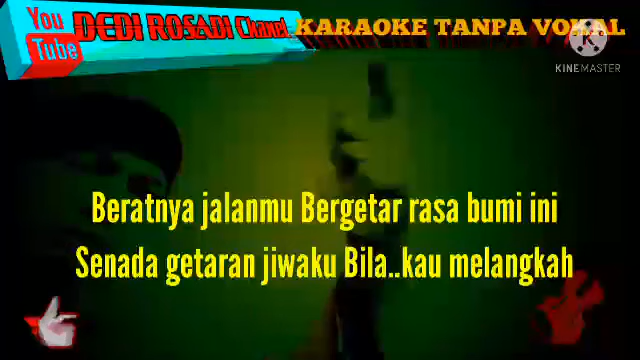 You Tube DEDI ROSADI Chanel KARAOKE TANPA VOKAL
KINEMASTER
Beratnya jalanmu Bergetar rasa bumi ini
Senada getaran jiwaku Bila..kau melangkah